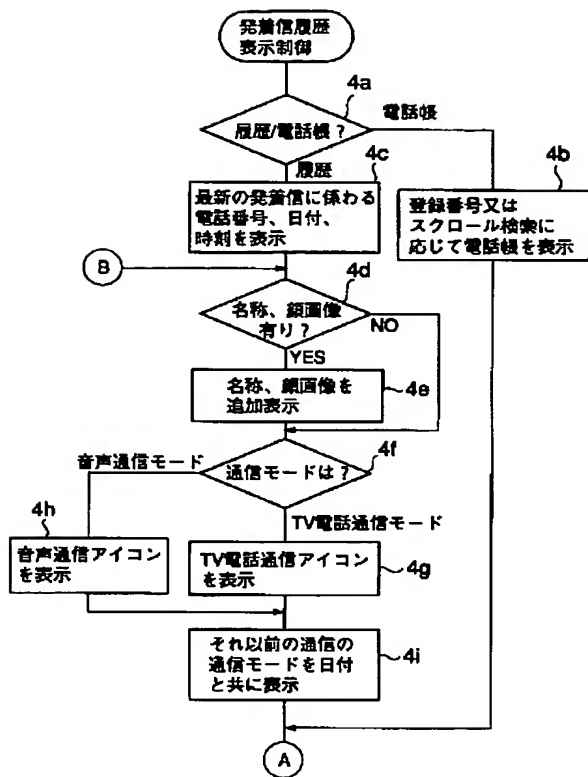 発着信履歴
表示制御
4a
履歴/電話帳?
電話帳
履歴
4c
4b
最新の発着信に係わる
電話番号、日付、
時刻を表示
登録番号又は
スクロール検索に
応じて電話帳を表示
B
4d
名称、顔画像
有り?
NO
YES
名称、顔画像を
追加表示
4e
4f
音声通信モード
通信モードは?
TV電話通信モード
4h
音声通信アイコン
を表示
TV電話通信アイコン
を表示
4g
それ以前の通信の
通信モードを日付
と共に表示
4i
A